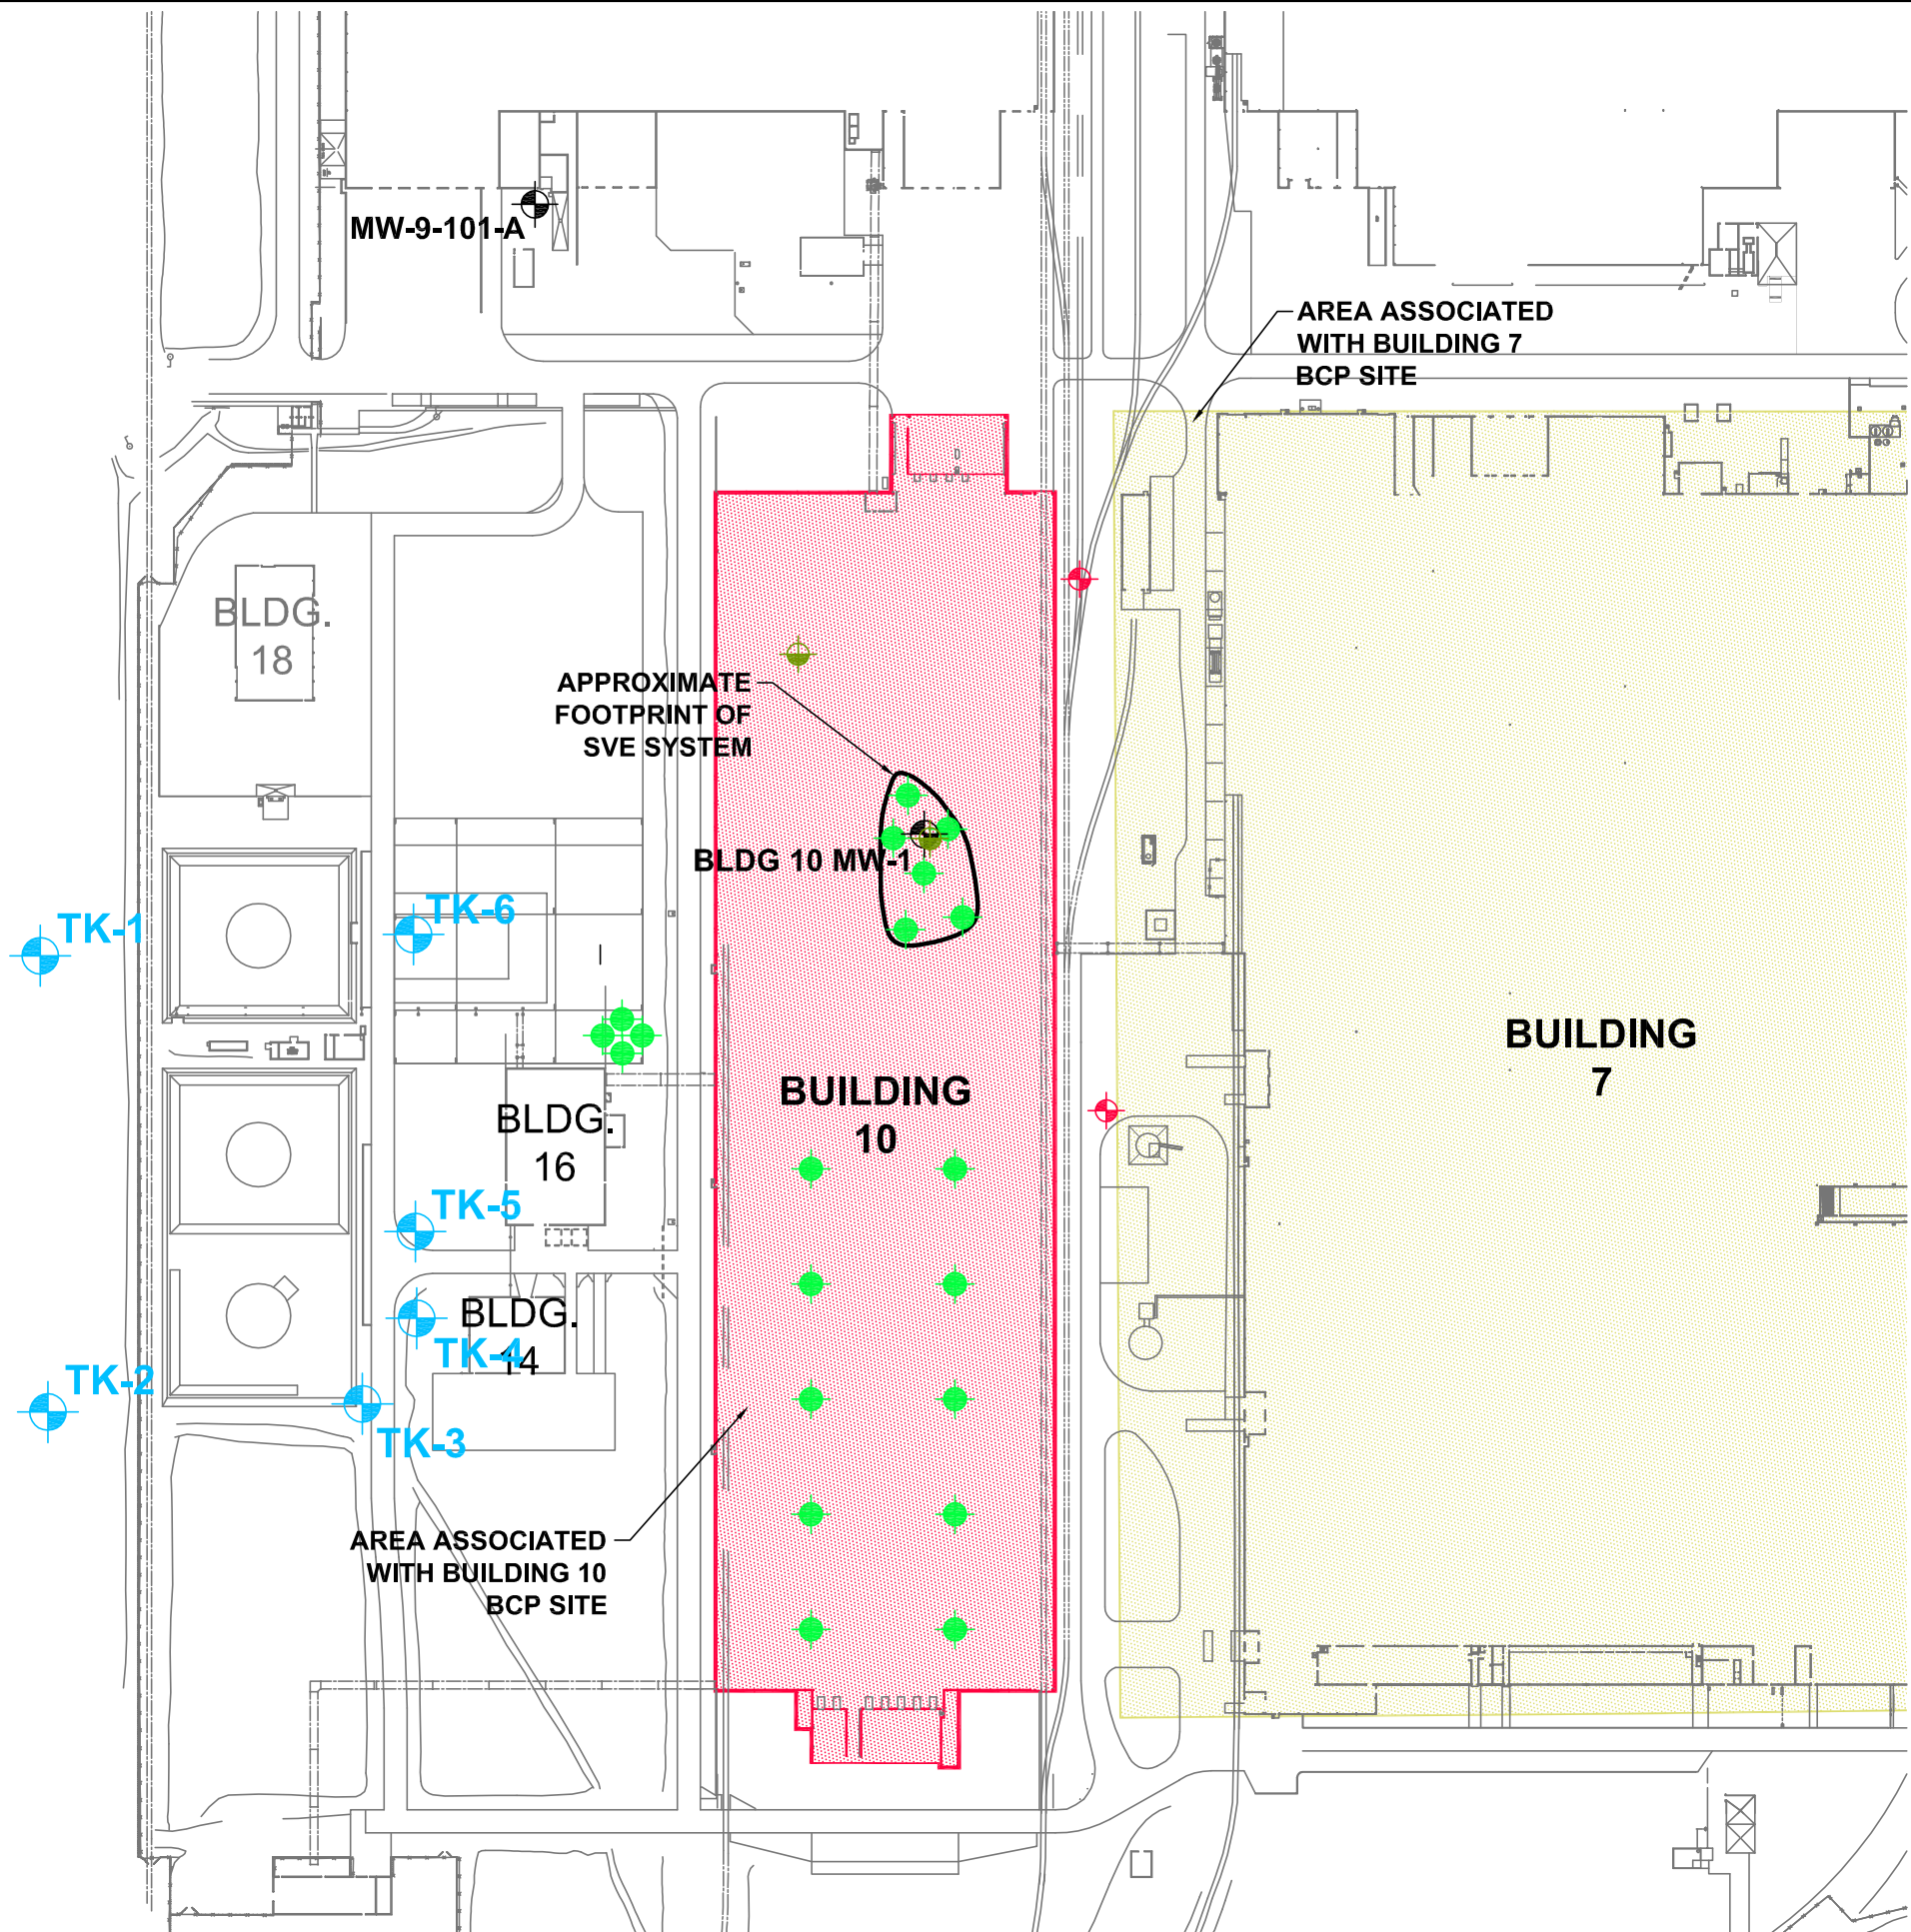 MW-9-101-A
AREA ASSOCIATED
WITH BUILDING 7
BCP SITE
BLDG.
18
APPROXIMATE
FOOTPRINT OF
SVE SYSTEM
BLDG 10 MW-1
TK-1
TK-6
BUILDING
7
BUILDING
10
BLDG.
16
TK-5
BLDG.
14
TK-4
TK-2
TK-3
AREA ASSOCIATED
WITH BUILDING 10
BCP SITE